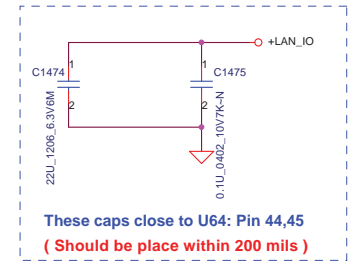 +LAN_IO
C1474
1
2
22U_1206_6.3V6M
1
C1475
2
0.1U_0402_10V7K~N
These caps close to U64: Pin 44,45
( Should be place within 200 mils )